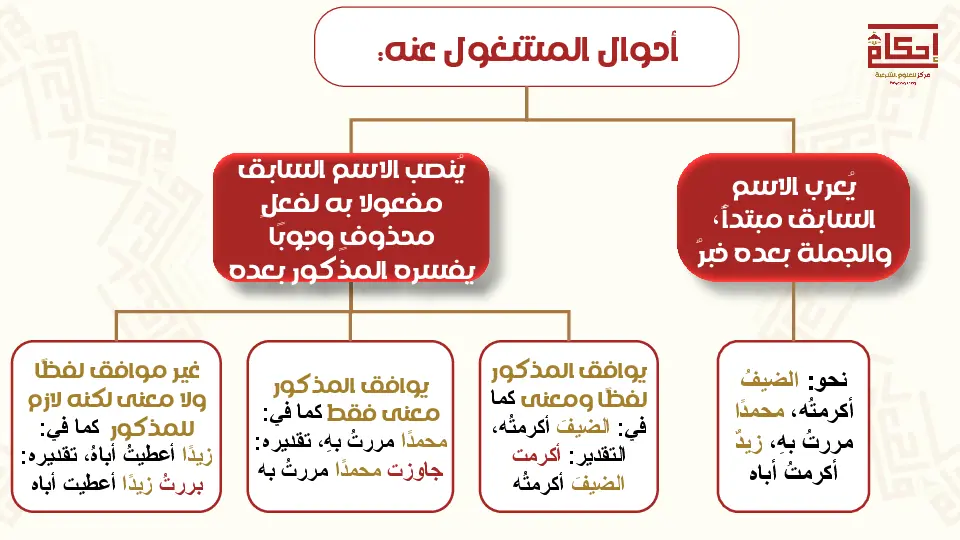 أحوال المشغول عنه:
إحكام
مركز للعلوم الشرعية
يُعرب الاسم
السابق مبتدأً،
والجملة بعده خبرٌ
يُنصب الاسم السابق
مفعولا به لفعلٍ
محذوفٍ وجوبًا
يفسره المذكور بعده
نحو: الضيفُ
أكرمتُه، محمدًا
مررتُ بهِ، زيدٌ
أكرمتُ أباه
يوافق المذكور
لفظًا ومعنى كما
في: الضيفَ أكرمتُه،
التقدير: أكرمت
الضيفَ أكرمتُه
يوافق المذكور
معنى فقط كما في:
محمدًا مررتُ بهِ، تقديره:
جاوزت محمدًا مررتُ به
غير موافق لفظًا
ولا معنى لكنه لازم
للمذكور كما في:
زيدًا أعطيتُ أباهُ، تقديره:
بررتُ زيدًا أعطيت أباه